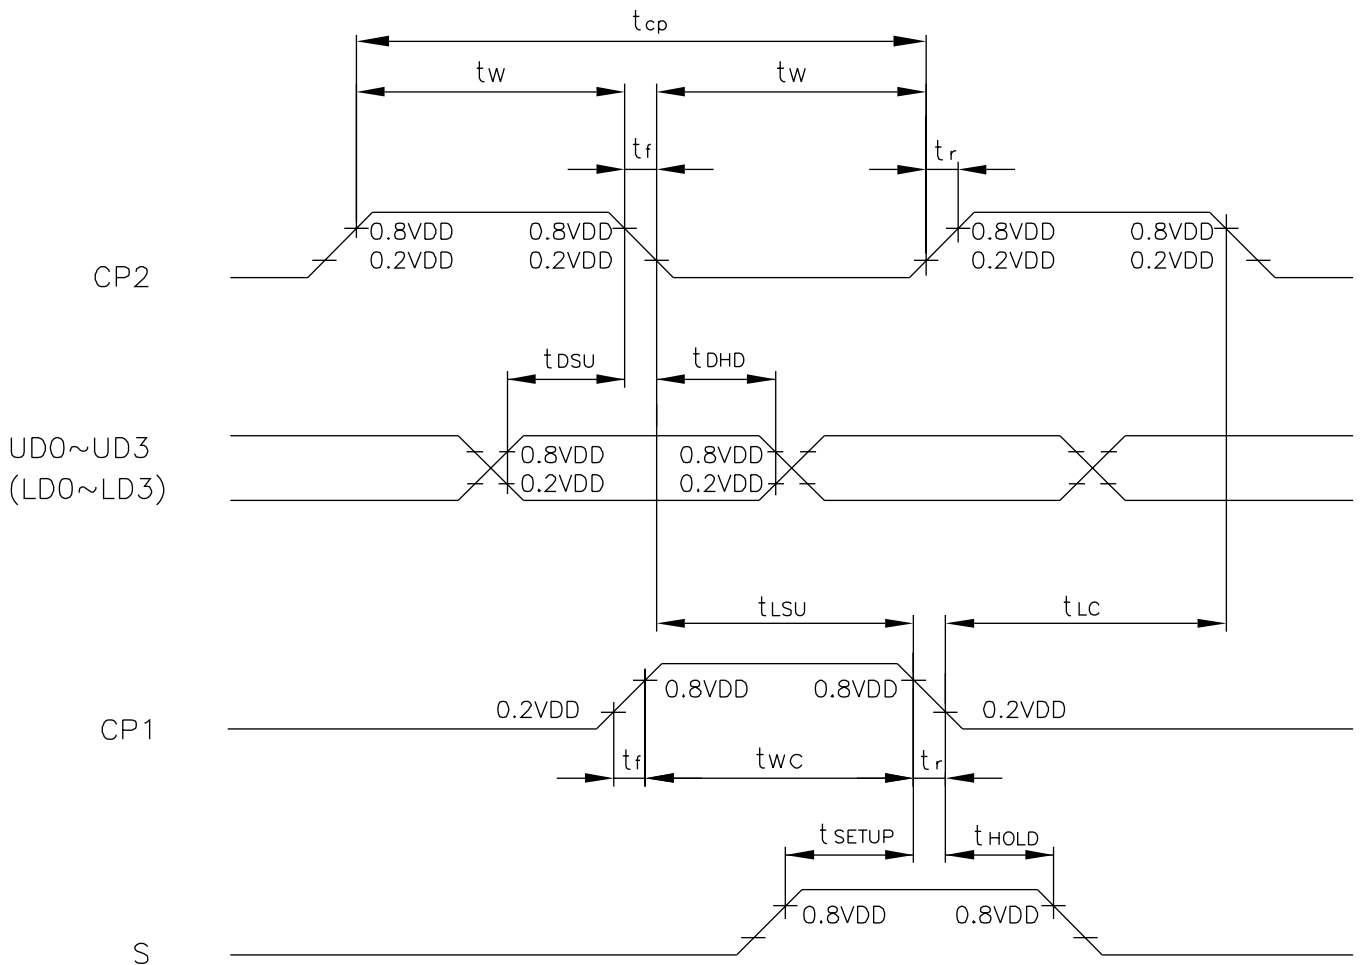 tcp
tw tw
tf tr
0.8VDD 0.8VDD 0.8VDD 0.8VDD
0.2VDD 0.2VDD 0.2VDD 0.2VDD
CP2
tDSU tDHD
UD0~UD3
(LD0~LD3)
0.8VDD 0.8VDD
0.2VDD 0.2VDD
tLSU tLC
0.8VDD 0.8VDD
0.2VDD 0.2VDD
CP1
tf twc tr
tSETUP tHOLD
0.8VDD 0.8VDD
S